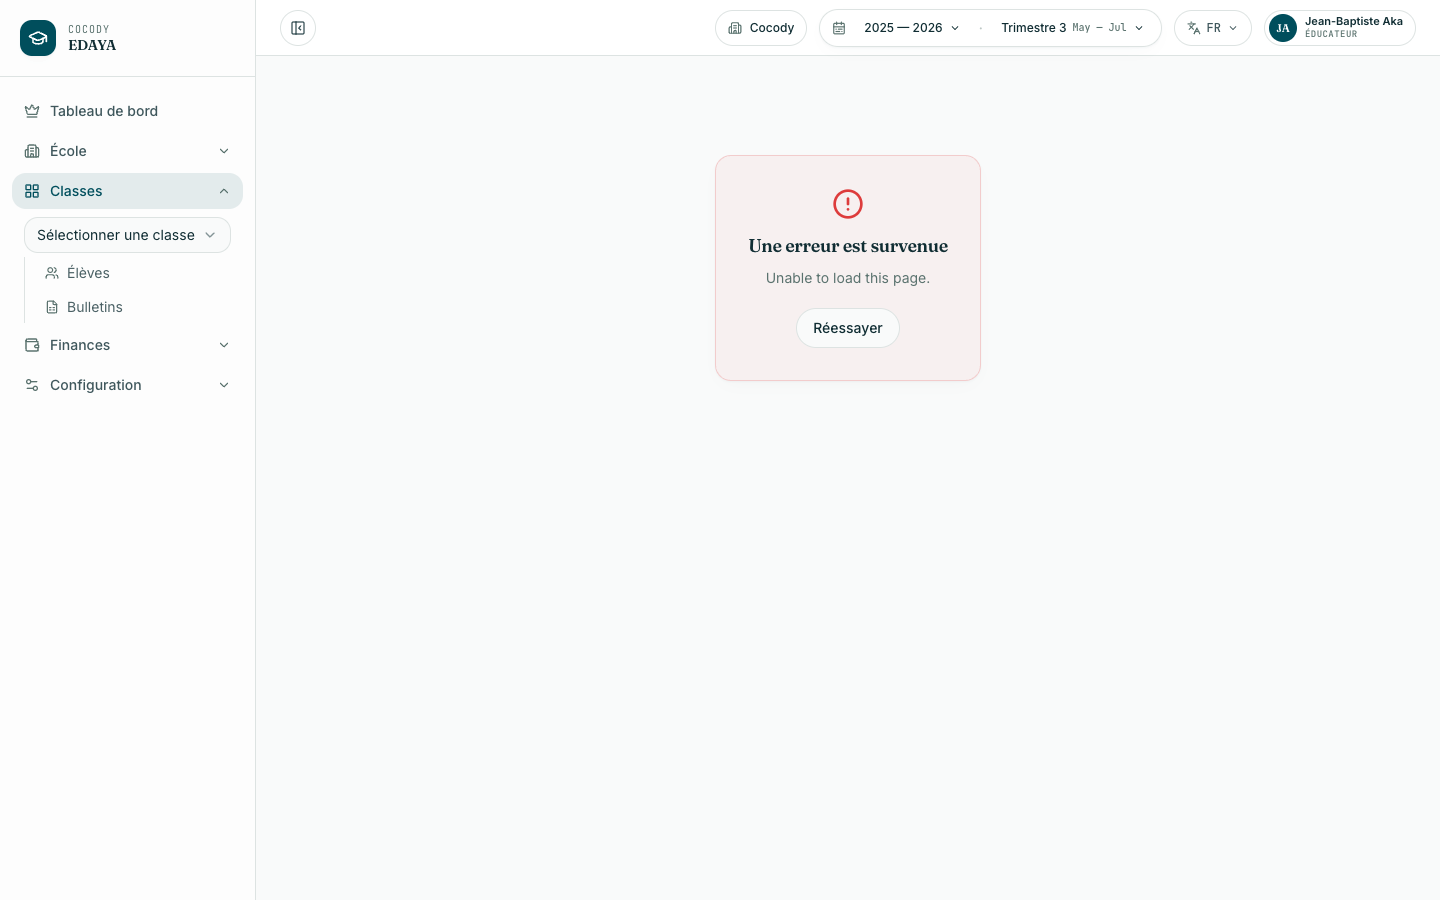 COCODY
EDAYA
Cocody
2025 — 2026
·
Trimestre 3 May — Jul
FR
JA
Jean-Baptiste Aka
ÉDUCATEUR
Tableau de bord
École
Classes
Sélectionner une classe
Élèves
Bulletins
Finances
Configuration
Une erreur est survenue
Unable to load this page.
Réessayer